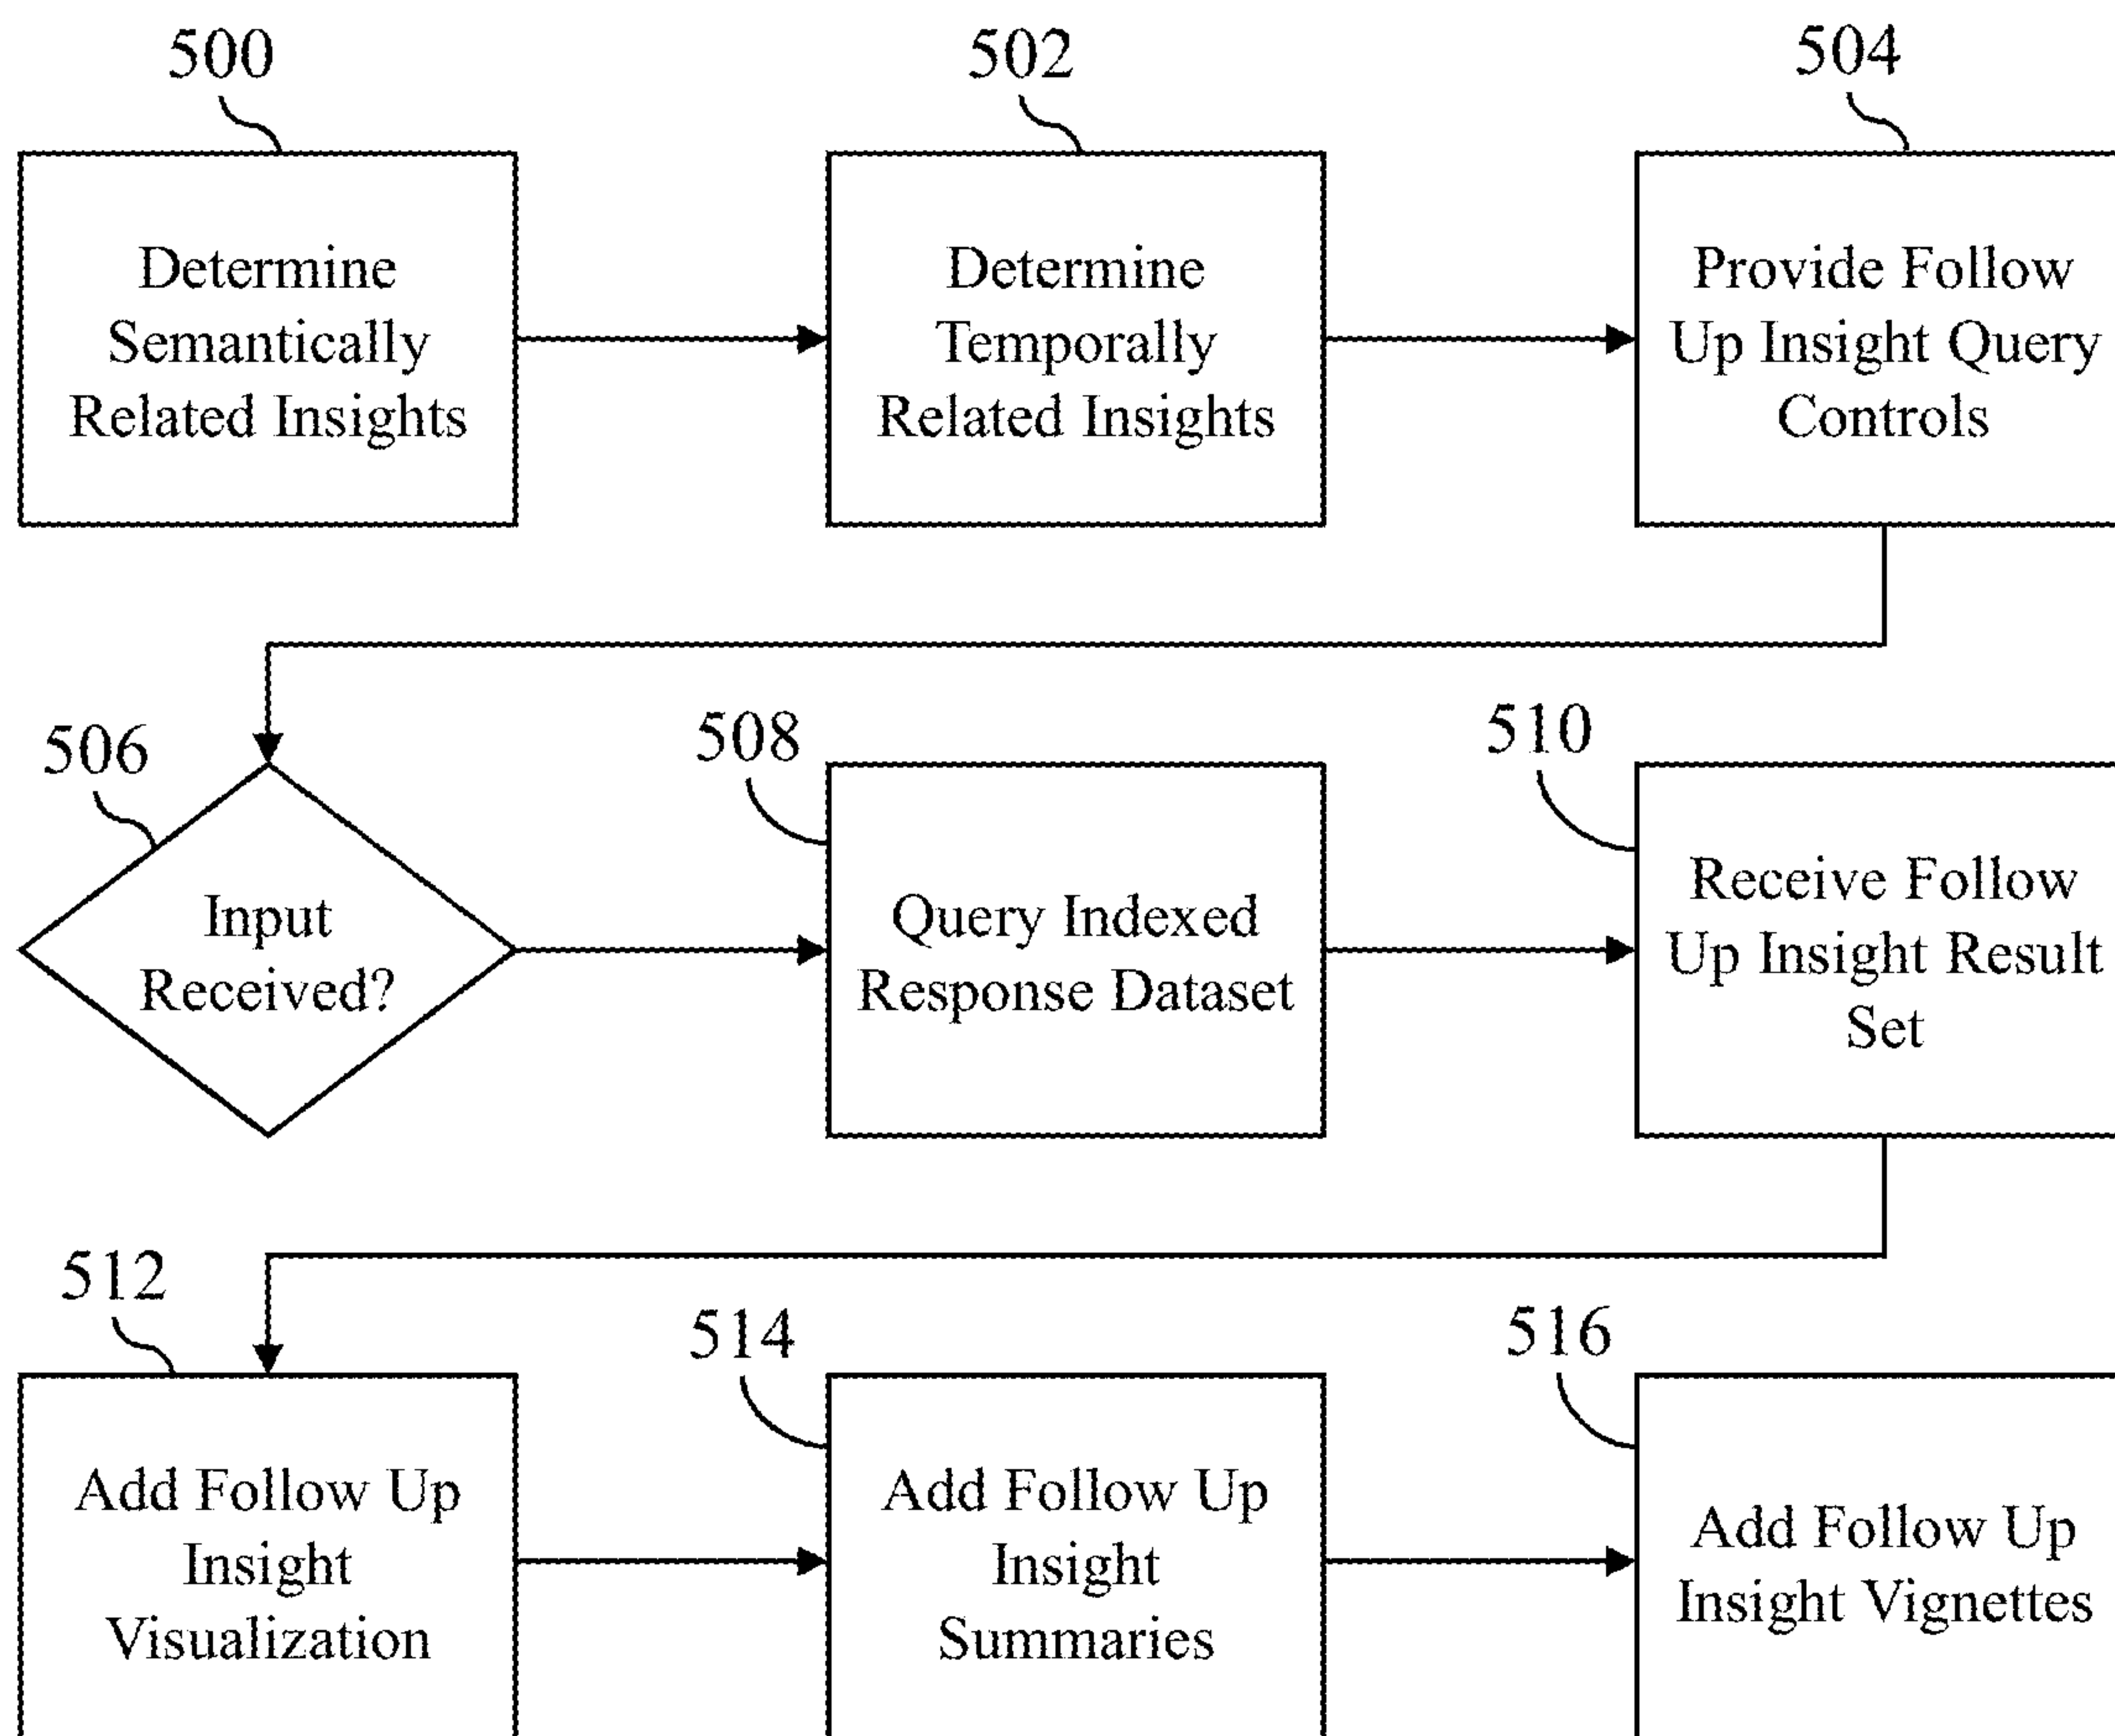 500
502
504
Determine
Semantically
Related Insights
Determine
Temporally
Related Insights
Provide Follow
Up Insight Query
Controls
506
508
510
Input
Received?
Query Indexed
Response Dataset
Receive Follow
Up Insight Result
Set
512
514
516
Add Follow Up
Insight
Visualization
Add Follow Up
Insight
Summaries
Add Follow Up
Insight Vignettes